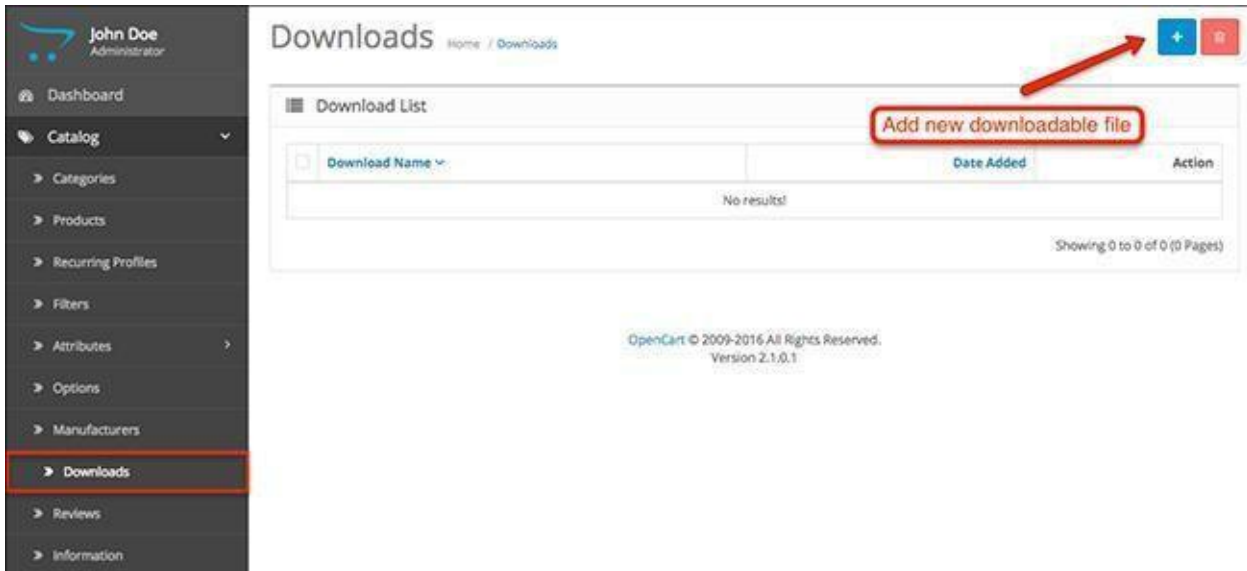 John Doe
Administrator
Dashboard
Catalog
Categories
Products
Recurring Profiles
Filters
Attributes
Options
Manufacturers
Downloads
Reviews
Information
Downloads
Home / Downloads
Add new downloadable file
Download List
Download Name Date Added Action
No results!
Showing 0 to 0 of 0 (0 Pages)
OpenCart © 2009-2016 All Rights Reserved.
Version 2.1.0.1